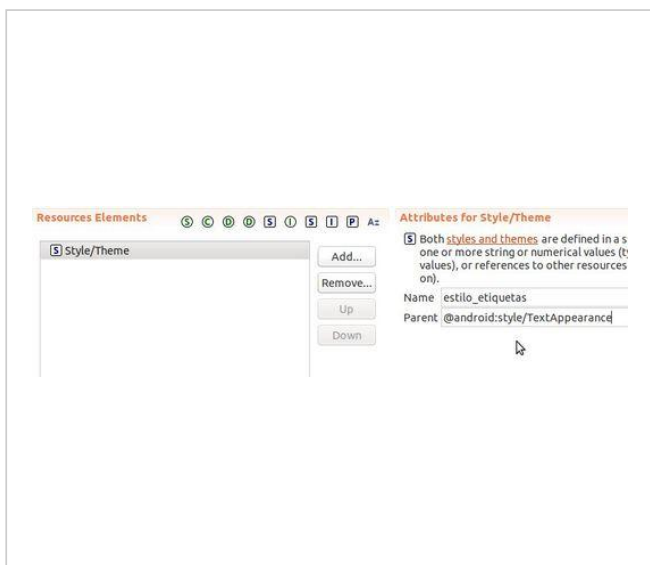 Resources Elements
S C D D S I S I P Az
S Style/Theme
Add...
Remove...
Up
Down
Attributes for Style/Theme
S Both styles and themes are defined in a s
one or more string or numerical values (t
values), or references to other resources
on).
Name estilo_etiquetas
Parent @android:style/TextAppearance